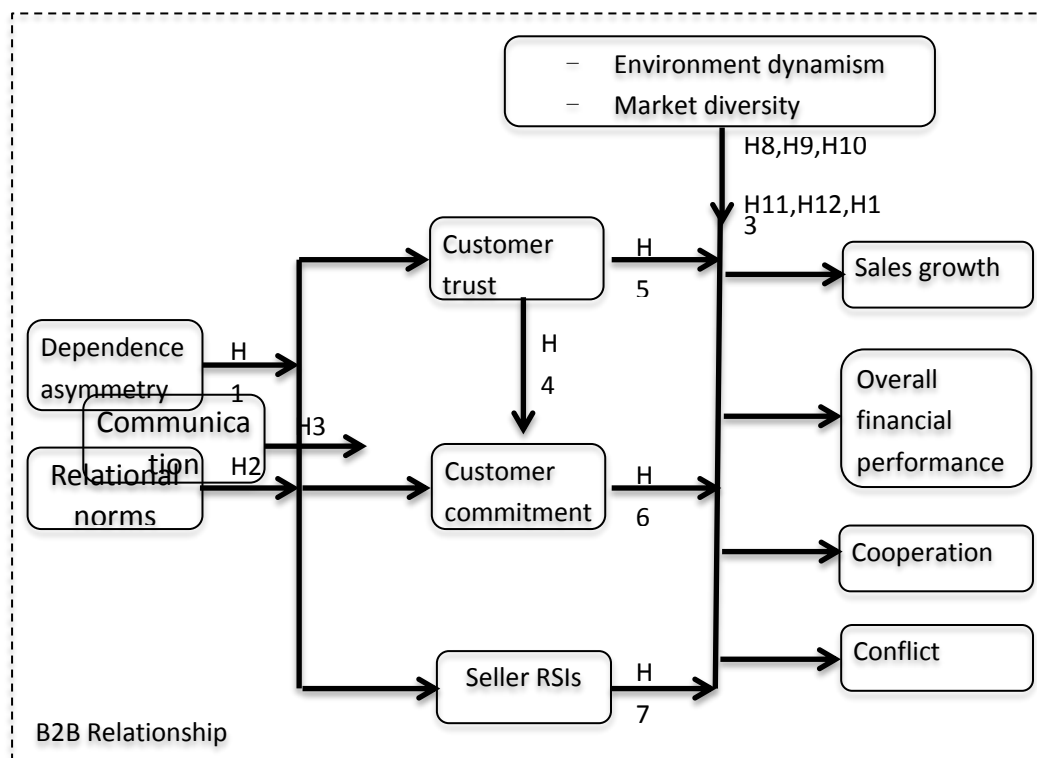 – Environment dynamism
– Market diversity
H8,H9,H10
H11,H12,H1
3
Customer
trust
H
5
Sales growth
Dependence
asymmetry
H
1
H
4
Overall
financial
performance
Communica
tion
H3
Relational
norms
H2
Customer
commitment
H
6
Cooperation
Conflict
Seller RSIs
H
7
B2B Relationship